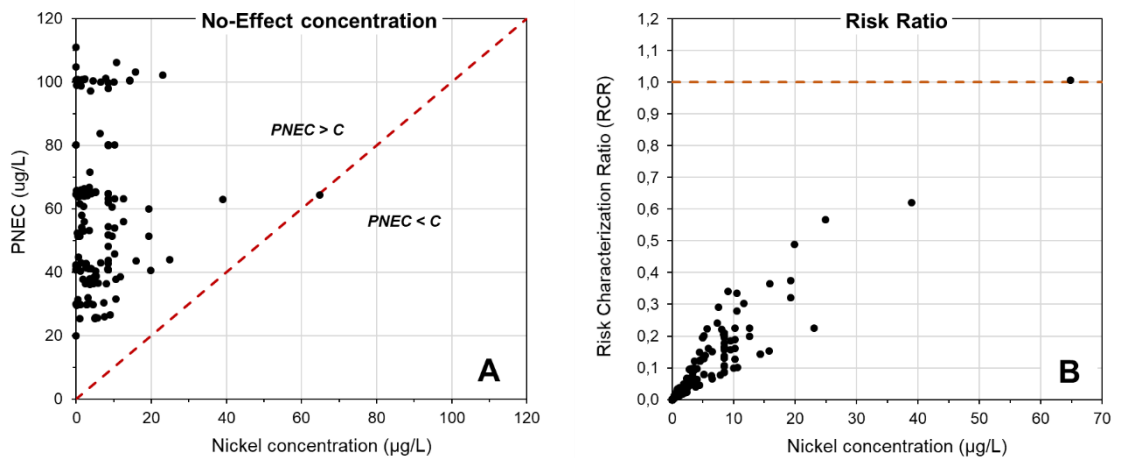 No-Effect concentration
120
100
80
60
40
20
0
PNEC (ug/L)
PNEC > C
PNEC < C
A
0 20 40 60 80 100 120
Nickel concentration (µg/L)
Risk Ratio
1,2
1,1
1,0
0,9
0,8
0,7
0,6
0,5
0,4
0,3
0,2
0,1
0,0
Risk Characterization Ratio (RCR)
B
0 10 20 30 40 50 60 70
Nickel concentration (µg/L)